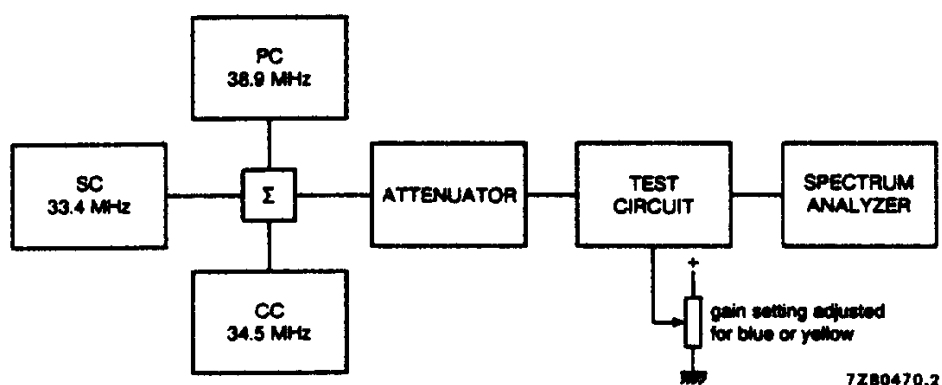 PC
38.9 MHz
SC
33.4 MHz
Σ
ATTENUATOR
TEST
CIRCUIT
SPECTRUM
ANALYZER
CC
34.5 MHz
+
gain setting adjusted
for blue or yellow
7Z80470.2